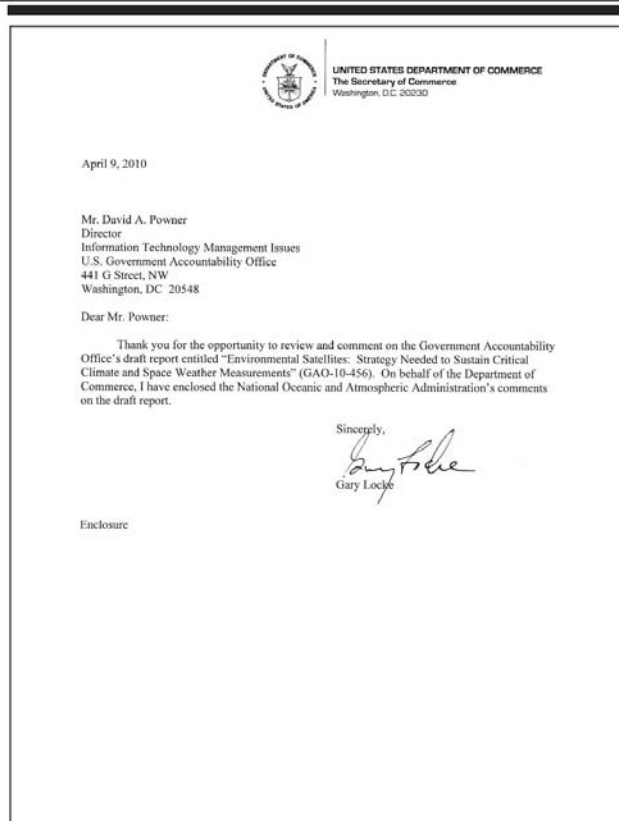 UNITED STATES DEPARTMENT OF COMMERCE
The Secretary of Commerce
Washington, D.C. 20230
April 9, 2010
Mr. David A. Powner
Director
Information Technology Management Issues
U.S. Government Accountability Office
441 G Street, NW
Washington, DC 20548
Dear Mr. Powner:
Thank you for the opportunity to review and comment on the Government Accountability
Office's draft report entitled “Environmental Satellites: Strategy Needed to Sustain Critical
Climate and Space Weather Measurements” (GAO-10-456). On behalf of the Department of
Commerce, I have enclosed the National Oceanic and Atmospheric Administration's comments
on the draft report.
Sincerely,
Gary Locke
Gary Locke
Enclosure